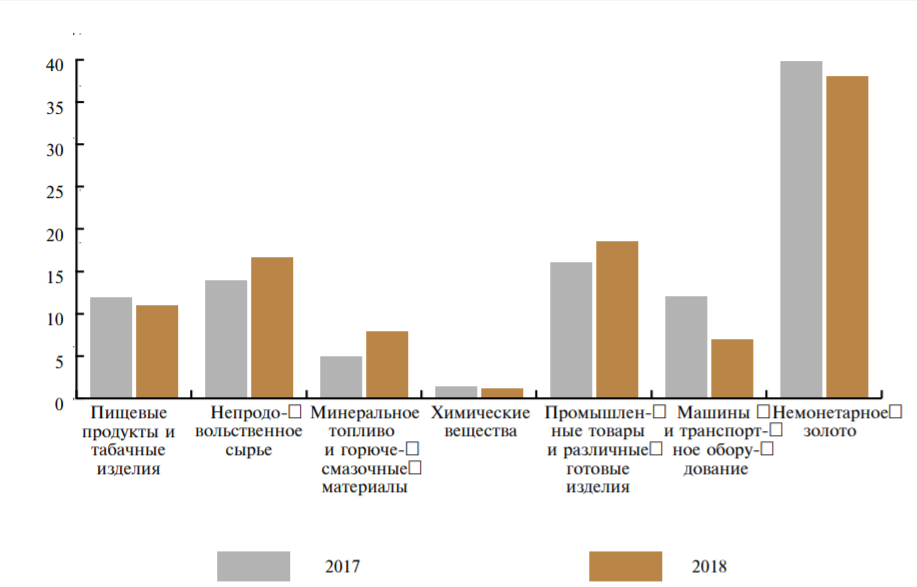 40
35
30
25
20
15
10
5
0
Пищевые
продукты и
табачные
изделия
Непродо-□
вольственное
сырье
Минеральное
топливо
и горюче-□
смазочные□
материалы
Химические
вещества
Промышлен-□
ные товары
и различные□
готовые
изделия
Машины □
и транспорт-□
ное обору-□
дование
Немонетарное□
золото
2017
2018